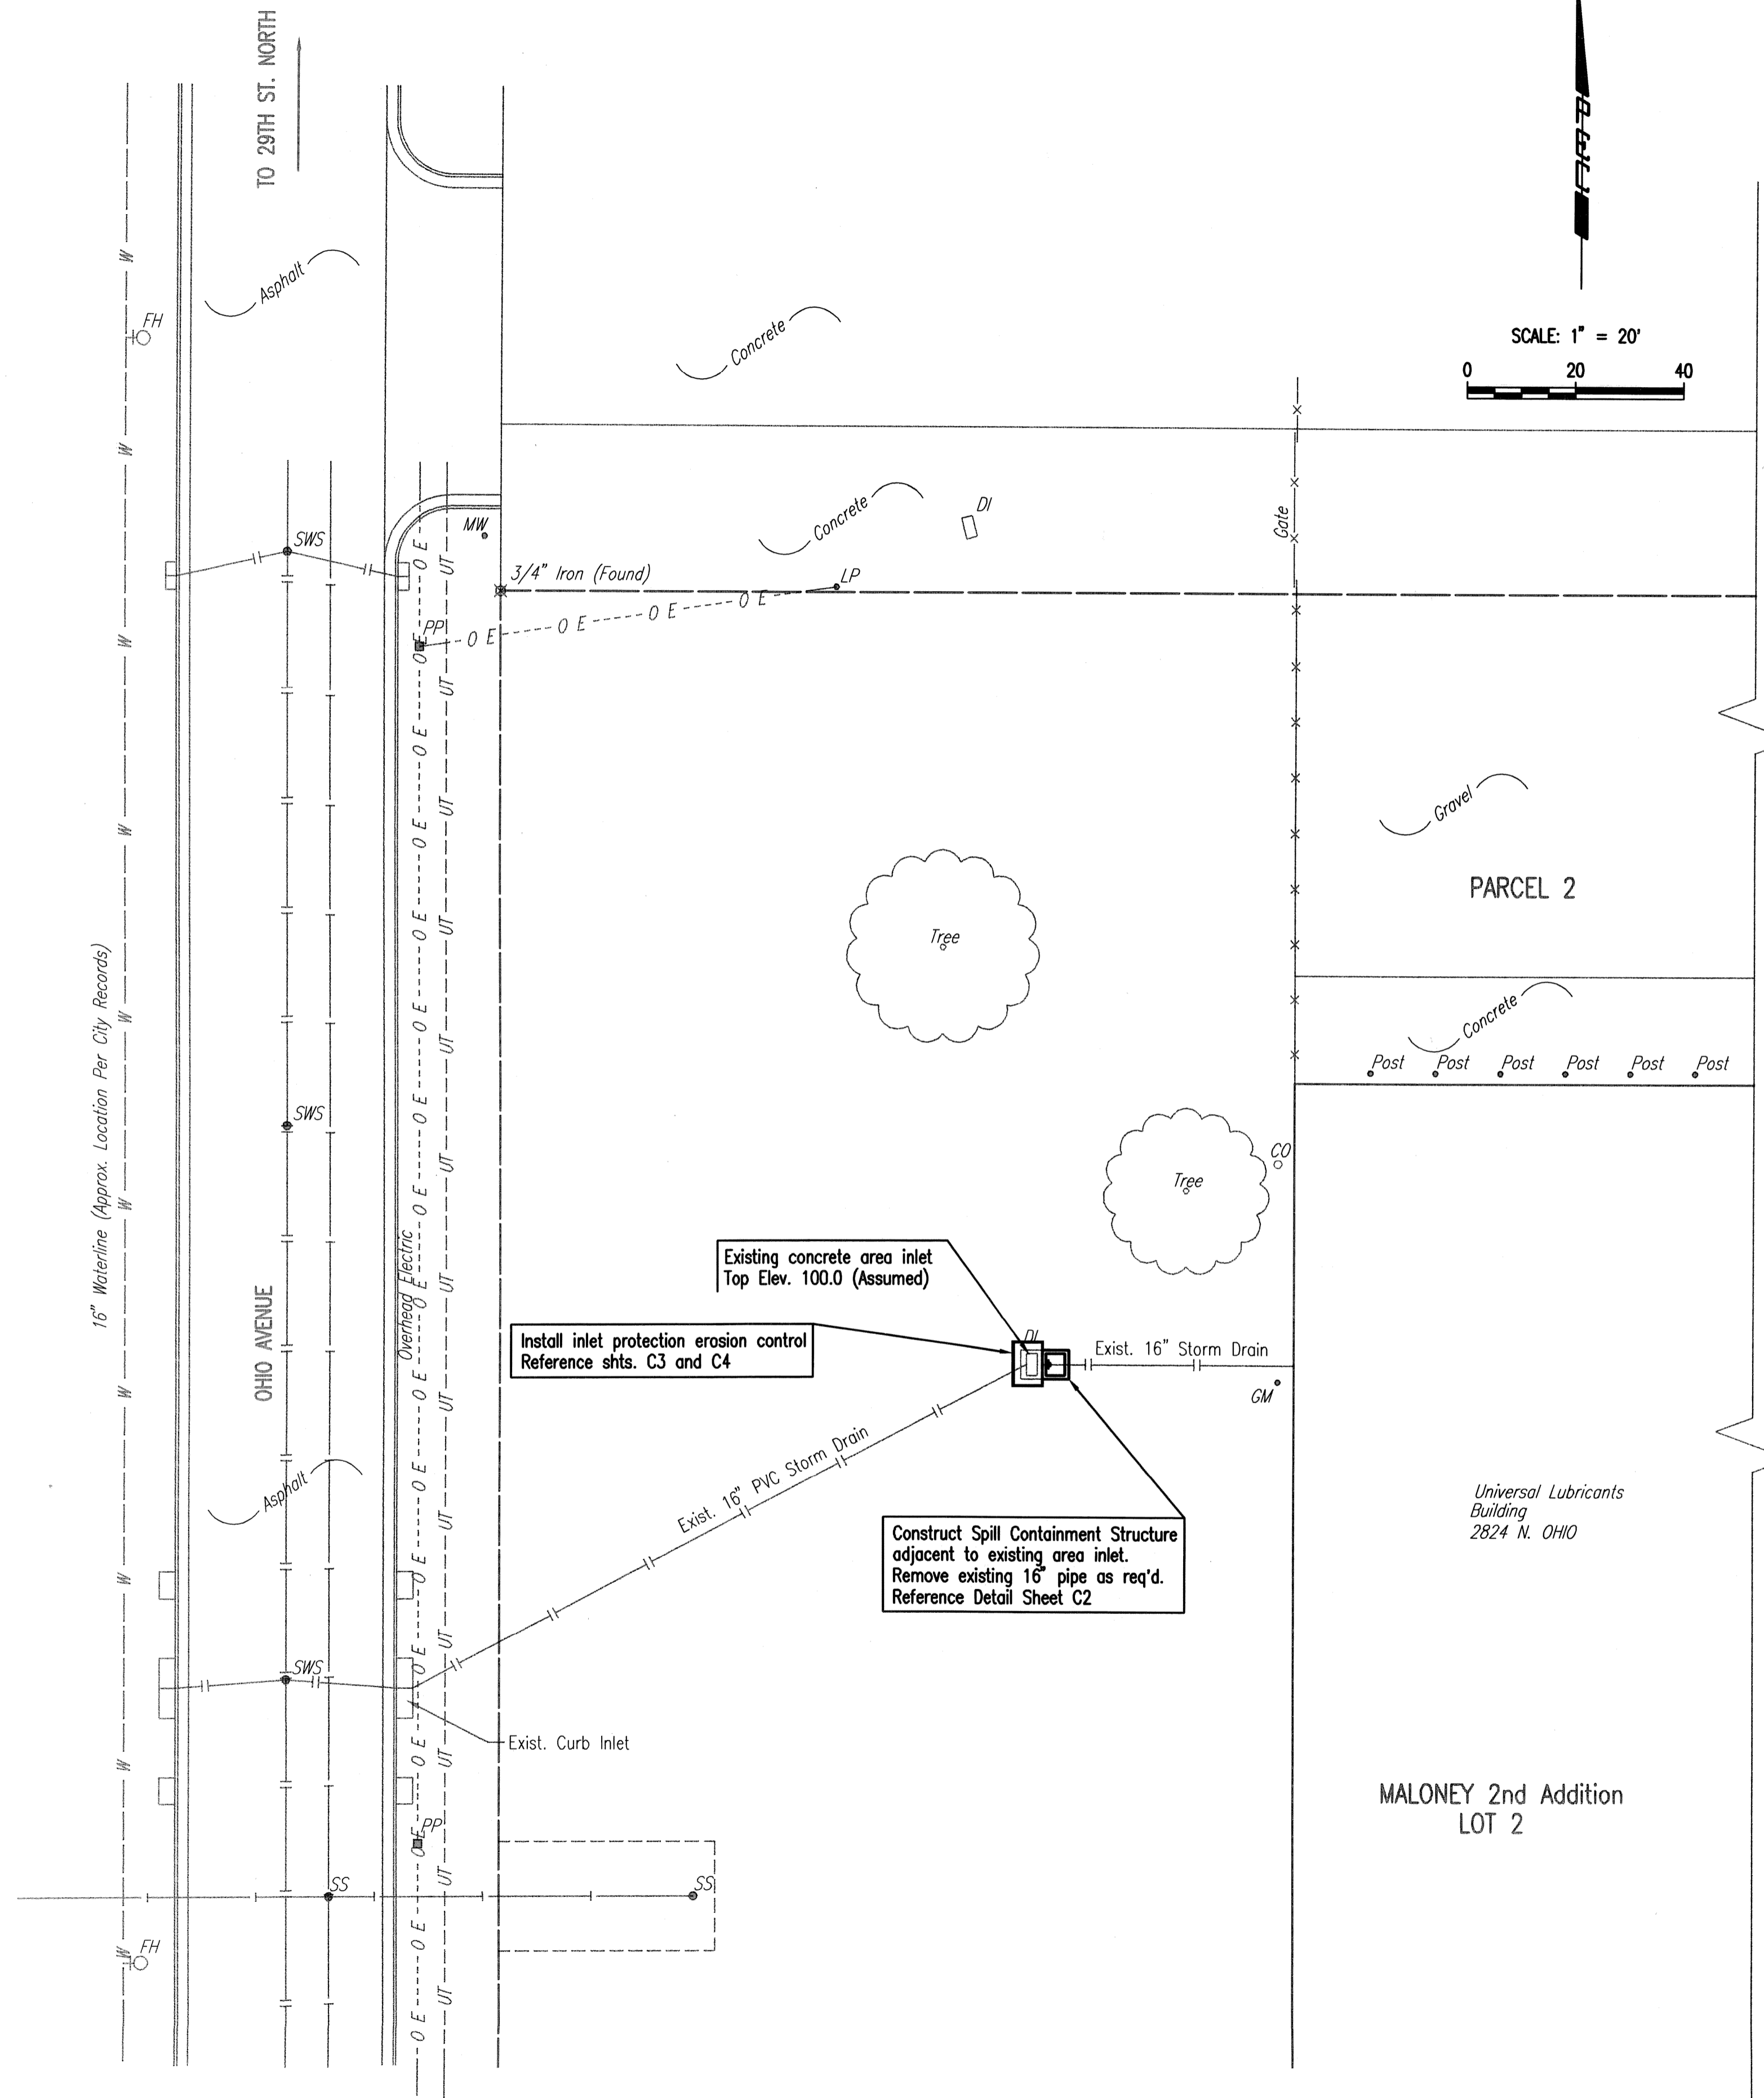 TO 29TH ST. NORTH
SCALE: 1" = 20'
0 20 40
Asphalt
FH
Concrete
W
W
W
W
W
W
W
W
W
W
SWS
MW
Concrete
DI
Gate
3/4" Iron (Found)
LP
PP
O E O E O E O E
O E
UT
Gravel
PARCEL 2
Tree
Concrete
Post Post Post Post Post Post
16" Waterline (Approx. Location Per City Records)
SWS
CO
Tree
OHIO AVENUE
Overhead Electric
Existing concrete area inlet
Top Elev. 100.0 (Assumed)
Install inlet protection erosion control
Reference shts. C3 and C4
DI
Exist. 16" Storm Drain
GM
Exist. 16" PVC Storm Drain
Asphalt
Construct Spill Containment Structure
adjacent to existing area inlet.
Remove existing 16" pipe as req'd.
Reference Detail Sheet C2
Universal Lubricants
Building
2824 N. OHIO
SWS
Exist. Curb Inlet
MALONEY 2nd Addition
LOT 2
PP
SS
SS
FH